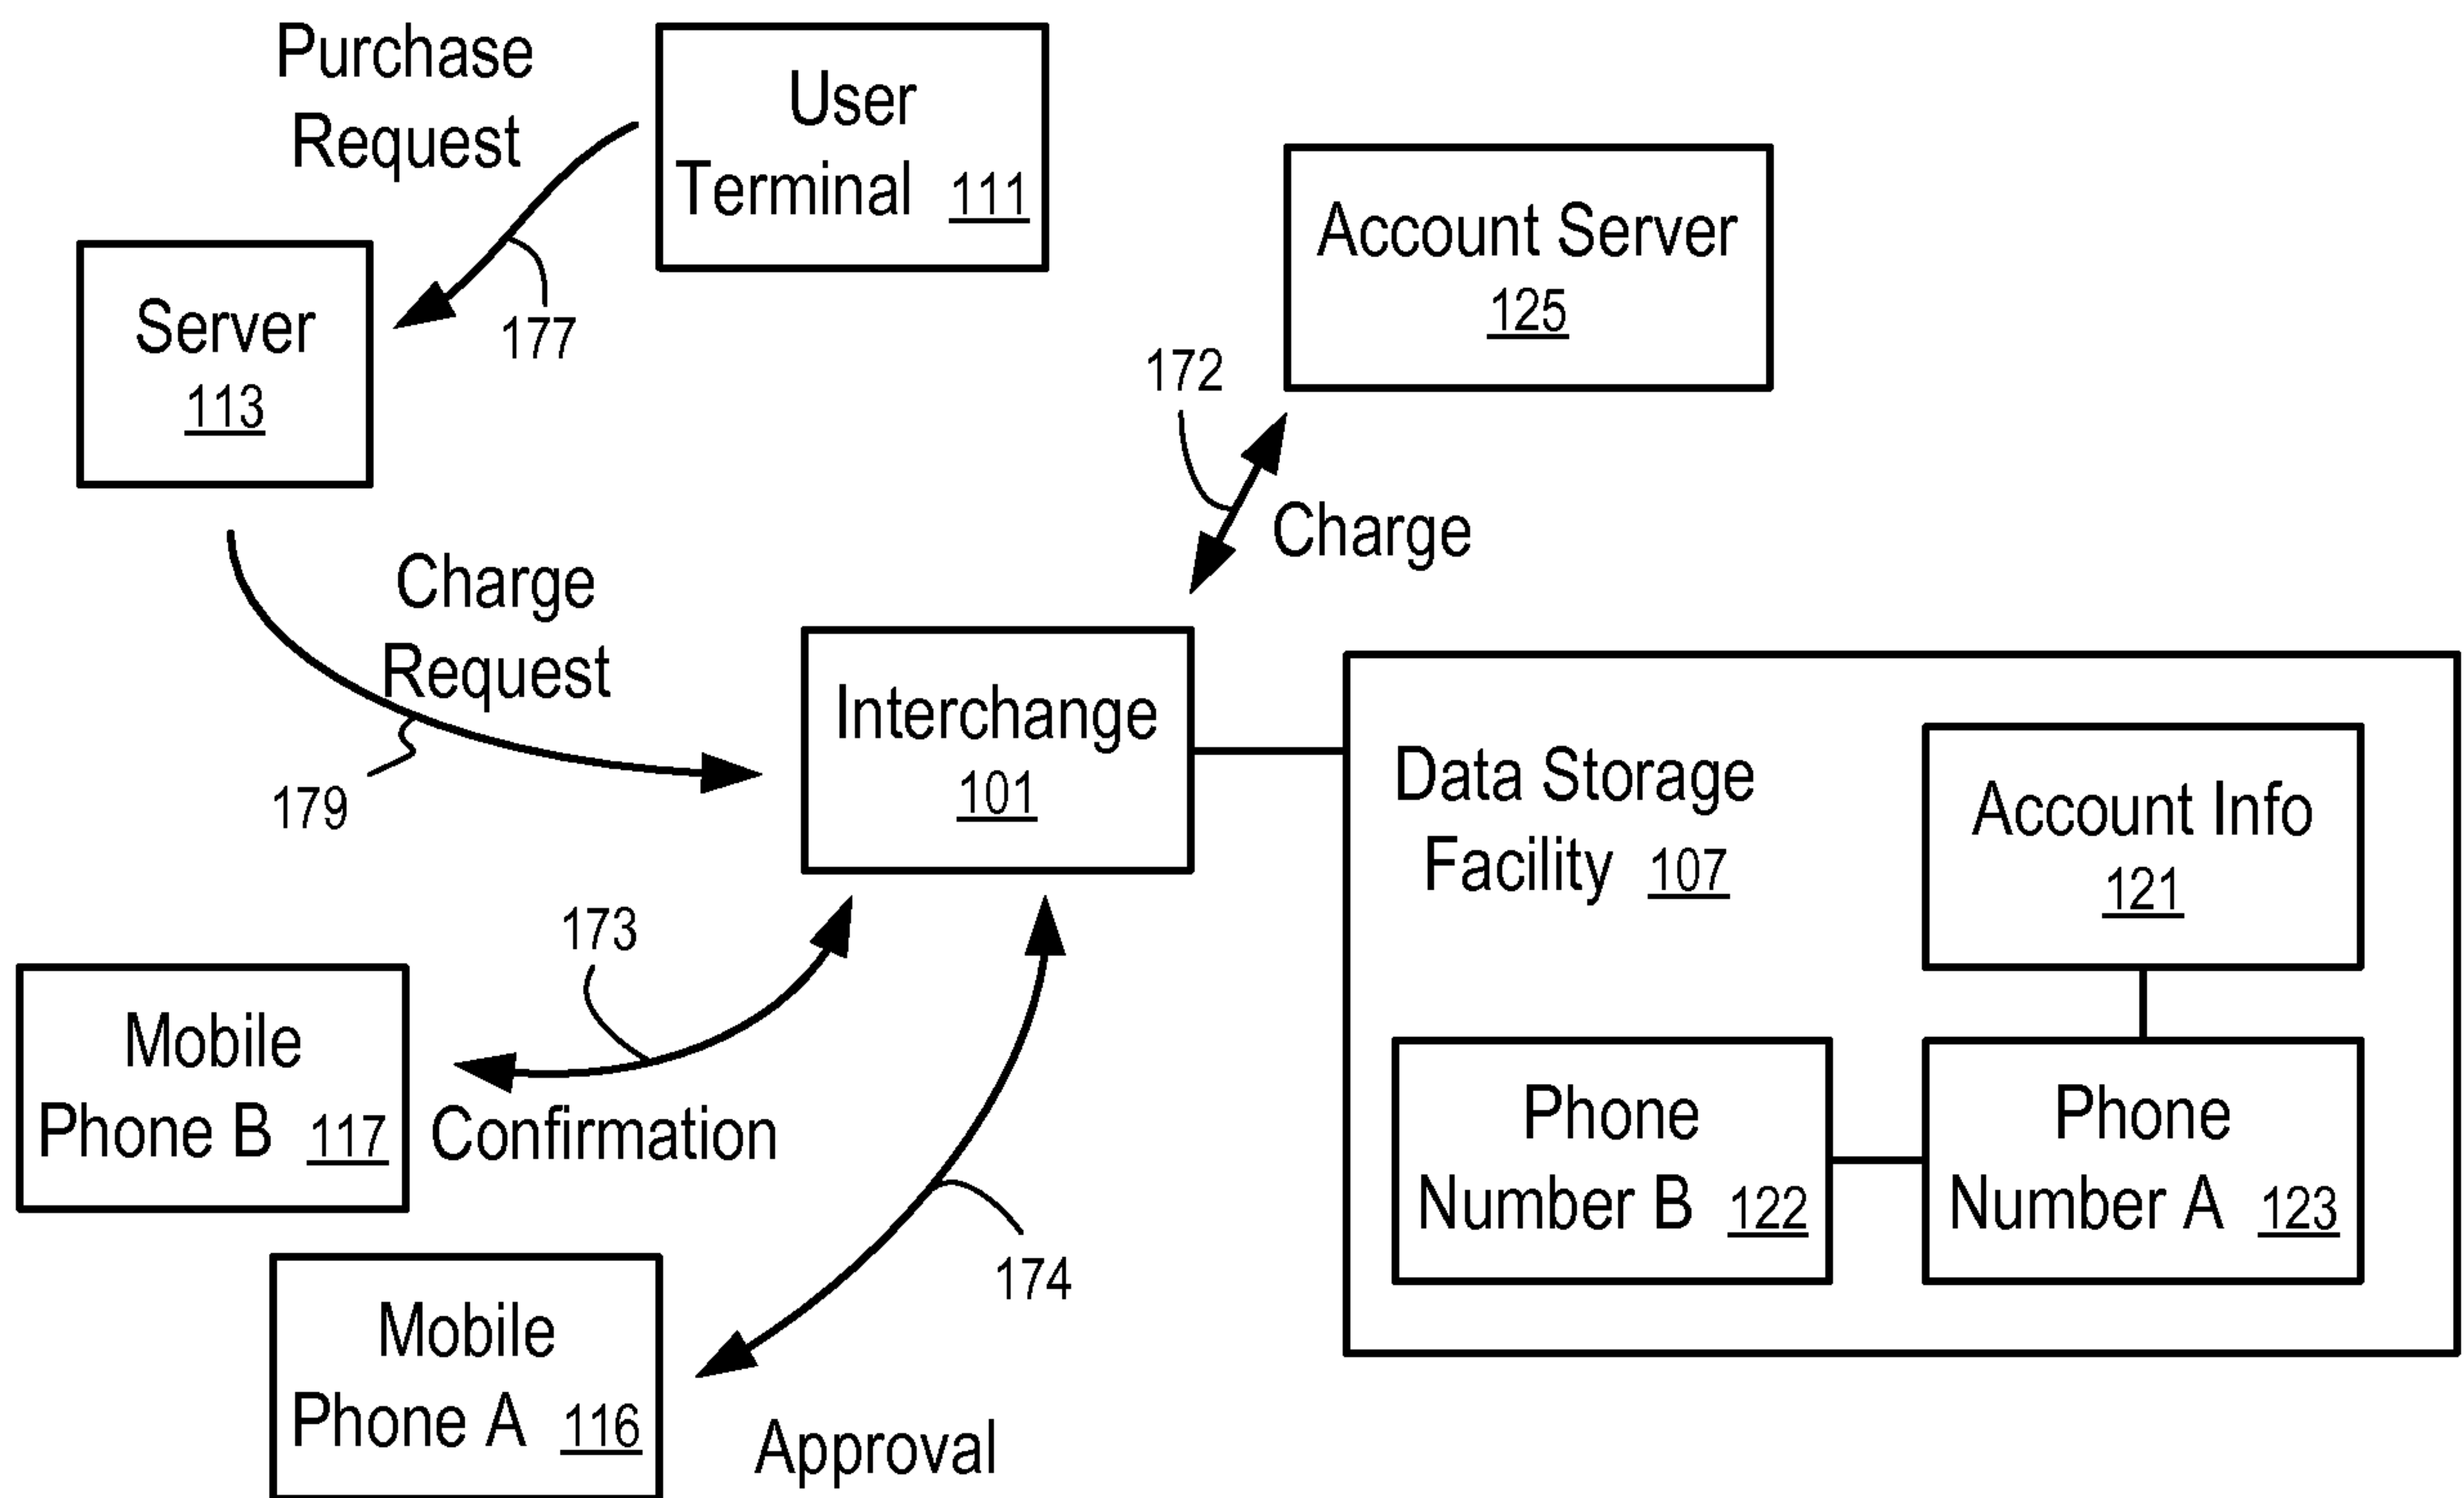 Purchase
Request
User
Terminal 111
Server
113
177
Account Server
125
172
Charge
Charge
Request
179
Interchange
101
Data Storage
Facility 107
Account Info
121
173
Mobile
Phone B 117
Confirmation
Phone
Number B 122
Phone
Number A 123
174
Mobile
Phone A 116
Approval